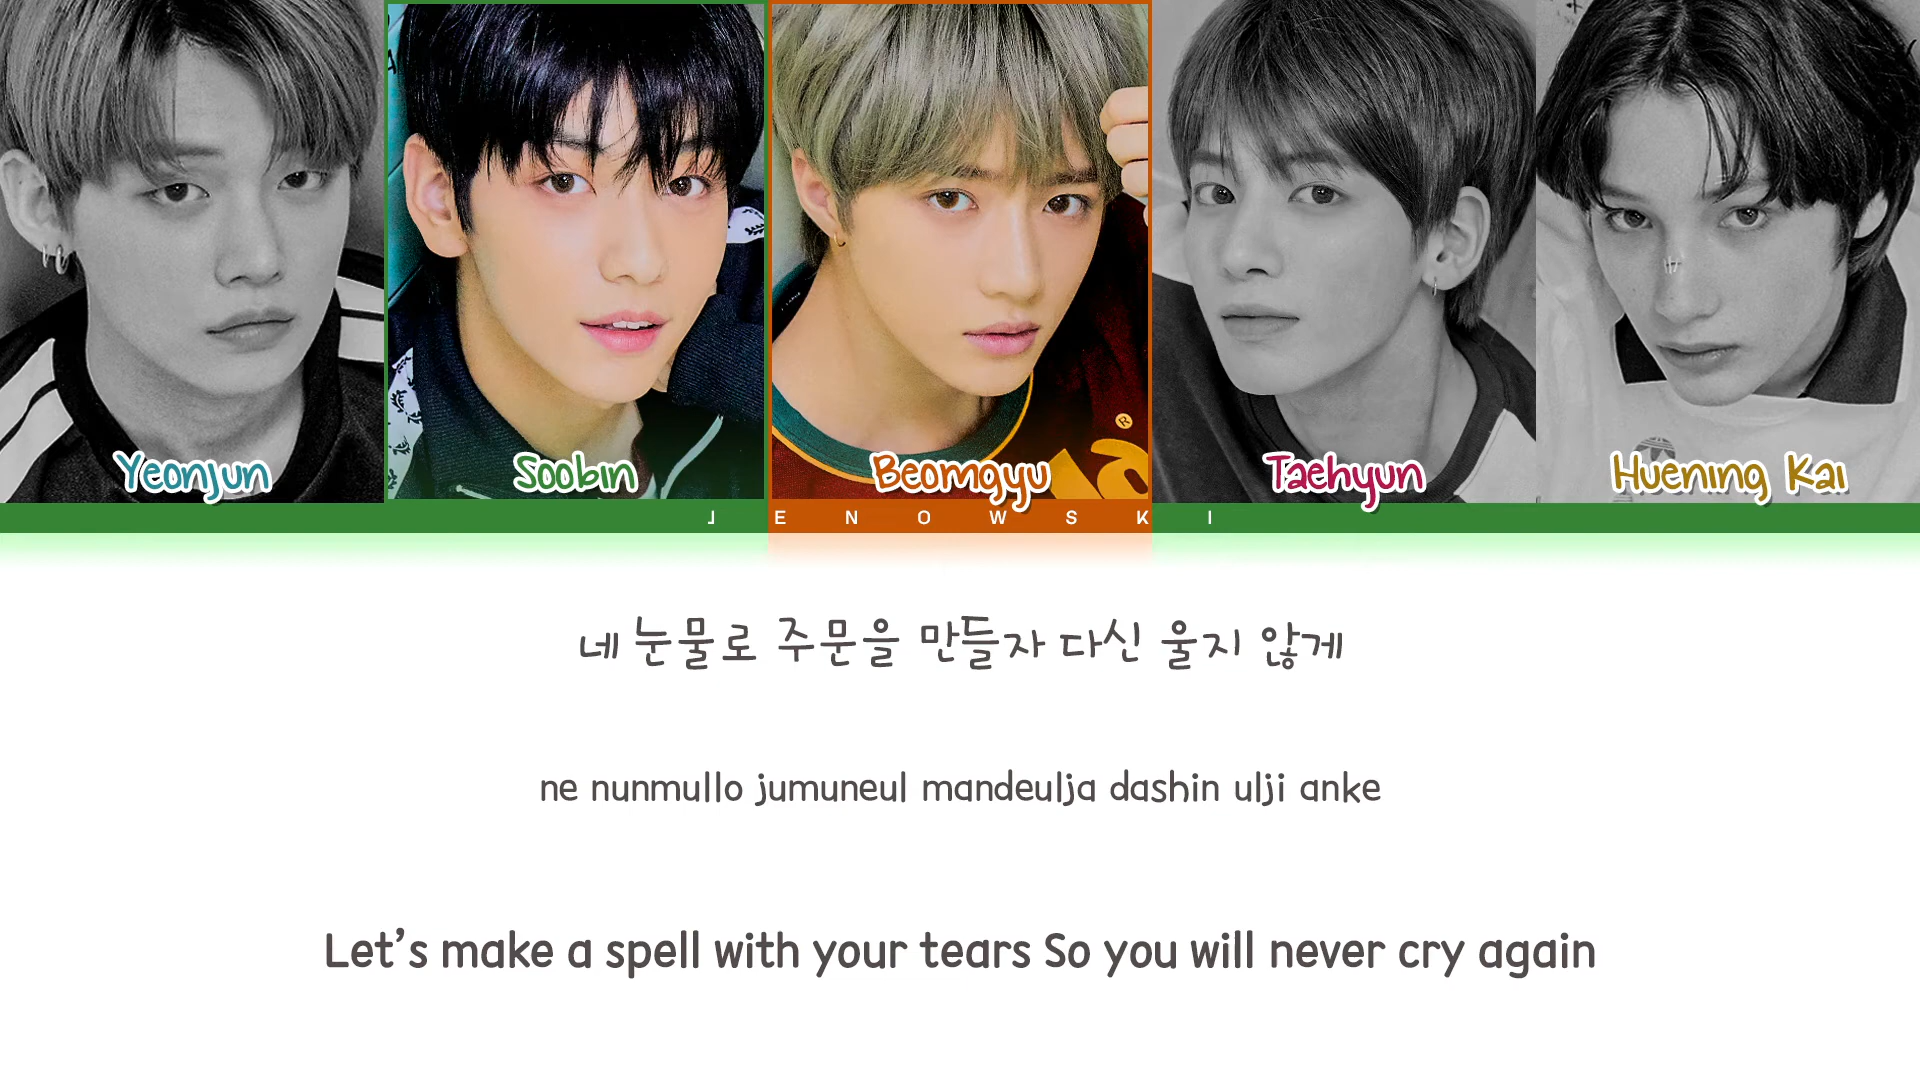 Yeonjun
Soobin
Beomgyu
Taehyun
Huening Kai
JENOWSKI
네 눈물로 주문을 만들자 다신 울지 않게
ne nunmullo jumuneul mandeulja dashin ulji anke
Let's make a spell with your tears So you will never cry again